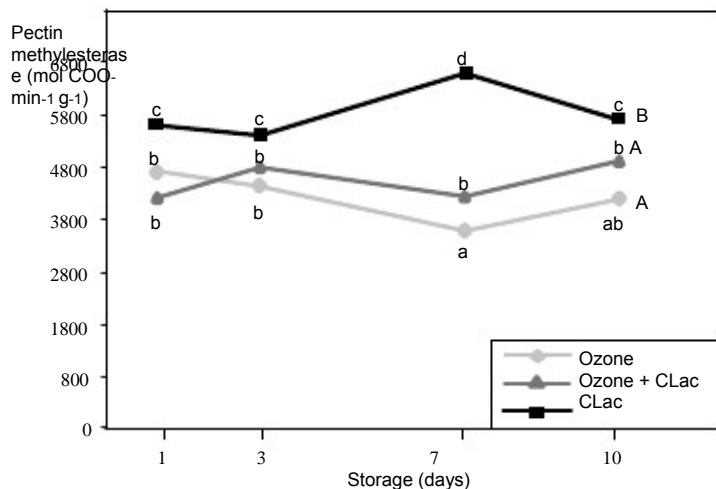 Pectin
methylesteras
e (mol COO-
min-1 g-1)
6800
5800
4800
3800
2800
1800
800
0
d
c
c
c
B
b
b
b A
b
b
b
A
ab
a
Ozone
Ozone + CLac
CLac
1 3 7 10
Storage (days)